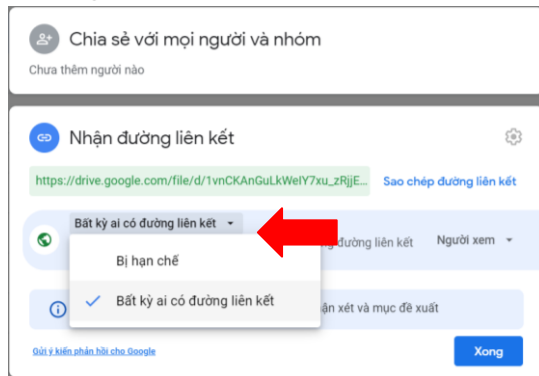 Chia sẻ với mọi người và nhóm
Chưa thêm người nào
Nhận đường liên kết
https://drive.google.com/file/d/1vnCKAnGuLkWeIY7xu_zRjjE...
Sao chép đường liên kết
Bất kỳ ai có đường liên kết
đường liên kết
Người xem
Bị hạn chế
Bất kỳ ai có đường liên kết
xét và mục đề xuất
Gửi ý kiến phản hồi cho Google
Xong